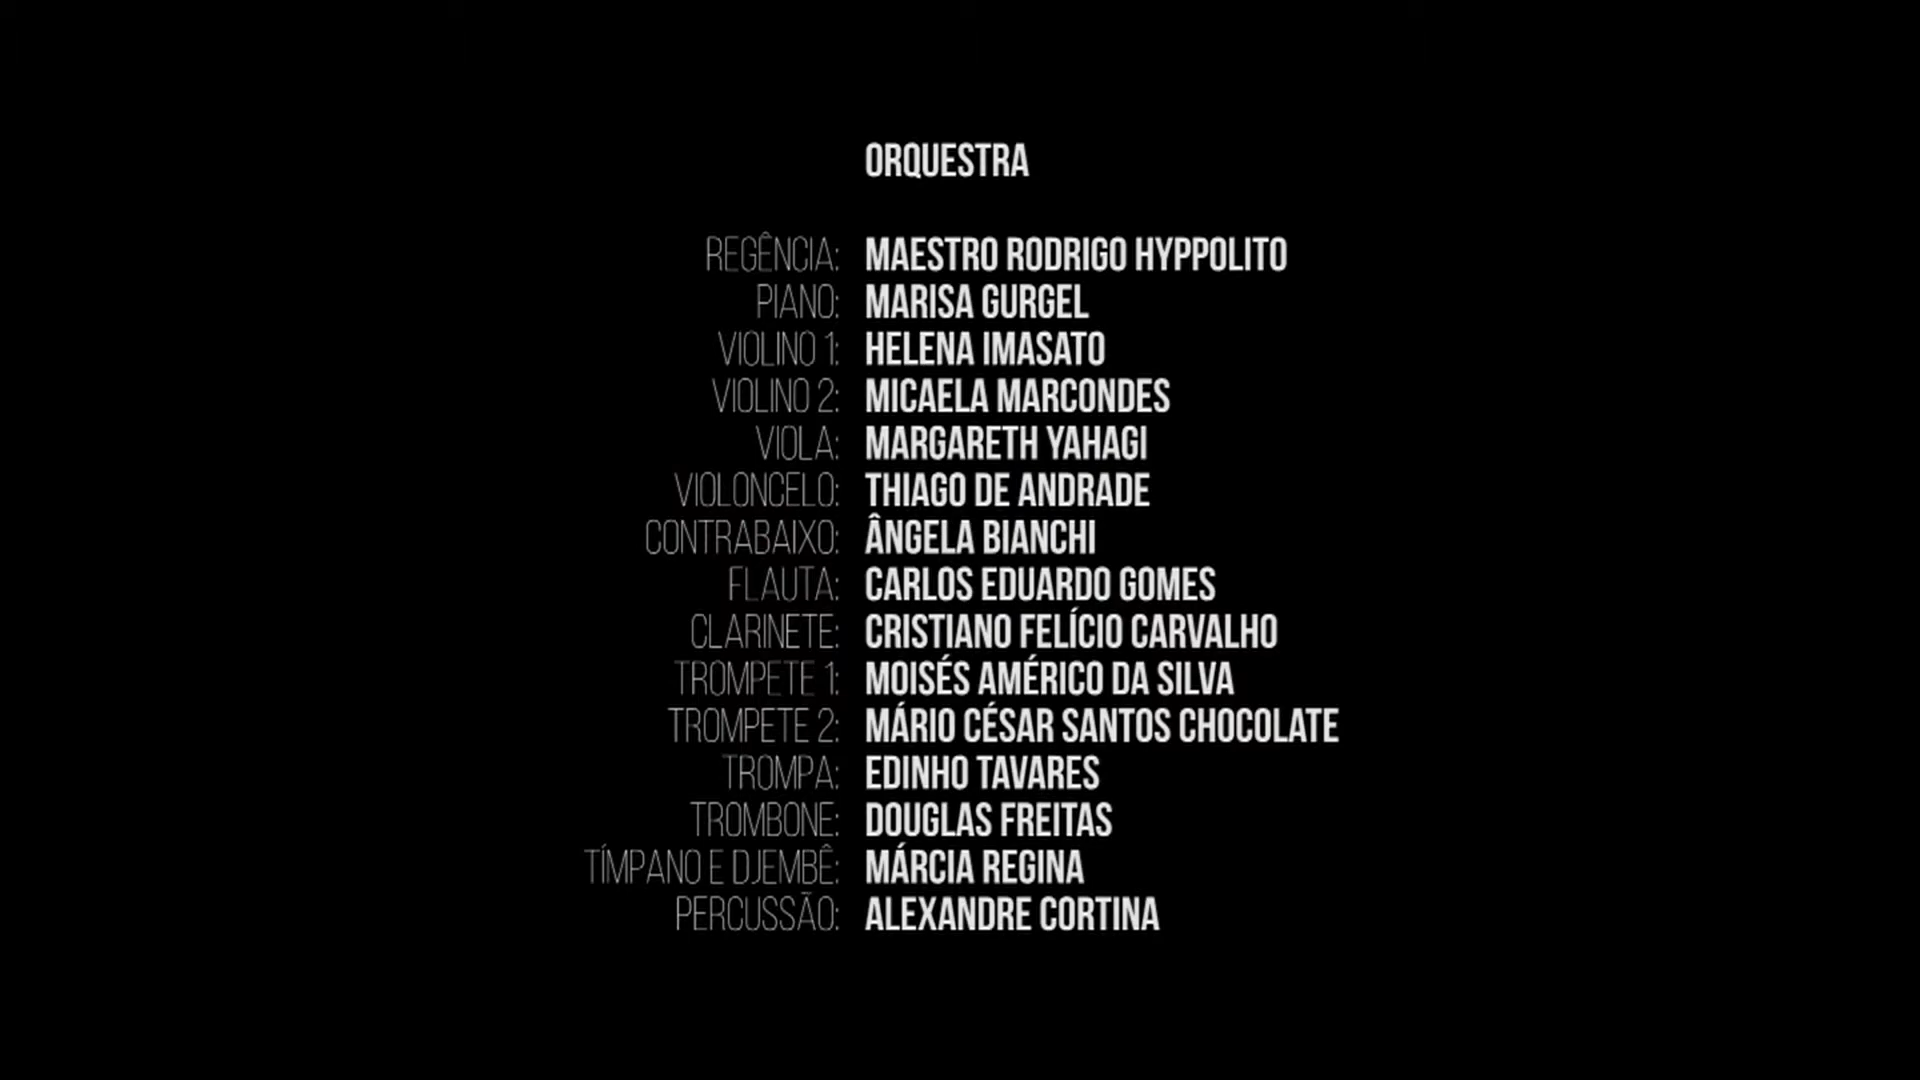 ORQUESTRA
REGÊNCIA: MAESTRO RODRIGO HYPPOLITO
PIANO: MARISA GURGEL
VIOLINO 1: HELENA IMASATO
VIOLINO 2: MICAELA MARCONDES
VIOLA: MARGARETH YAHAGI
VIOLONCELO: THIAGO DE ANDRADE
CONTRABAIXO: ÂNGELA BIANCHI
FLAUTA: CARLOS EDUARDO GOMES
CLARINETE: CRISTIANO FELÍCIO CARVALHO
TROMPETE 1: MOISÉS AMÉRICO DA SILVA
TROMPETE 2: MÁRIO CÉSAR SANTOS CHOCOLATE
TROMPA: EDINHO TAVARES
TROMBONE: DOUGLAS FREITAS
TÍMPANO E DJEMBÊ: MÁRCIA REGINA
PERCUSSÃO: ALEXANDRE CORTINA